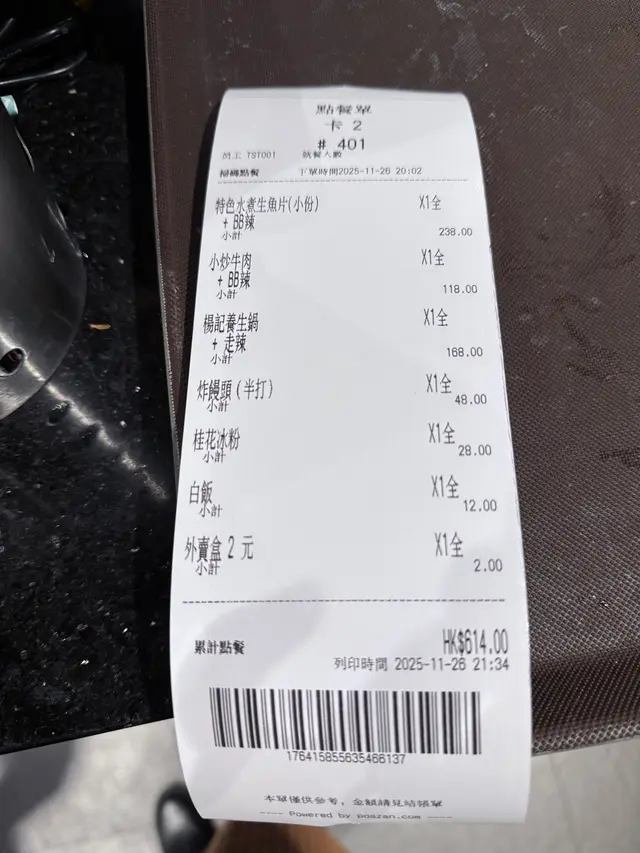 點餐單
卡 2
# 401
員工 TST001 就餐人數
掃碼點餐 下單時間2025-11-26 20:02
特色水煮生魚片(小份) X1全
+ BB辣
小計 238.00
小炒牛肉 X1全
+ BB辣
小計 118.00
楊記養生鍋 X1全
+ 走辣
小計 168.00
炸饅頭(半打) X1全
小計 48.00
桂花冰粉 X1全
小計 28.00
白飯 X1全
小計 12.00
外賣盒 2 元 X1全
小計 2.00
累計點餐 HK$614.00
列印時間 2025-11-26 21:34
176415855635466137
本單僅供參考，金額請見結帳單
---- Powered by poszan.com ----